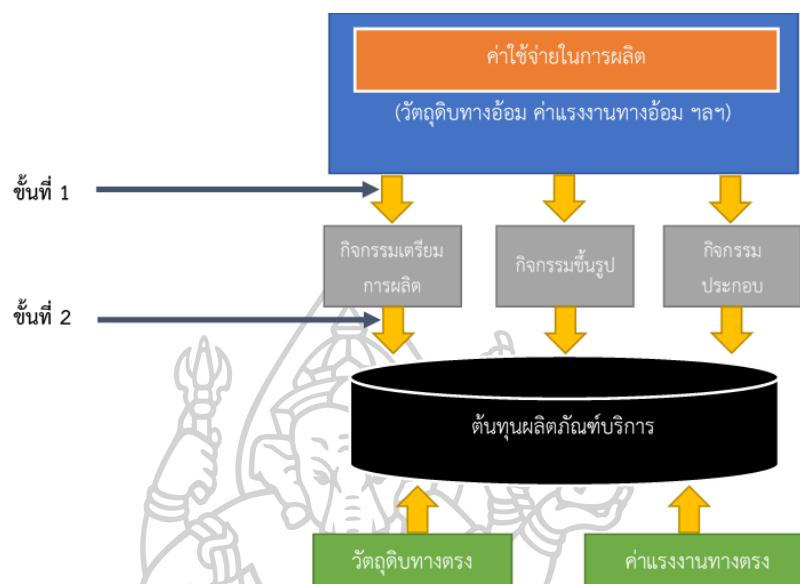 ค่าใช้จ่ายในการผลิต
(วัตถุดิบทางอ้อม ค่าแรงงานทางอ้อม ฯลฯ)
ขั้นที่ 1
กิจกรรมเตรียม
การผลิต
กิจกรรมขึ้นรูป
กิจกรรม
ประกอบ
ขั้นที่ 2
ต้นทุนผลิตภัณฑ์บริการ
วัตถุดิบทางตรง
ค่าแรงงานทางตรง